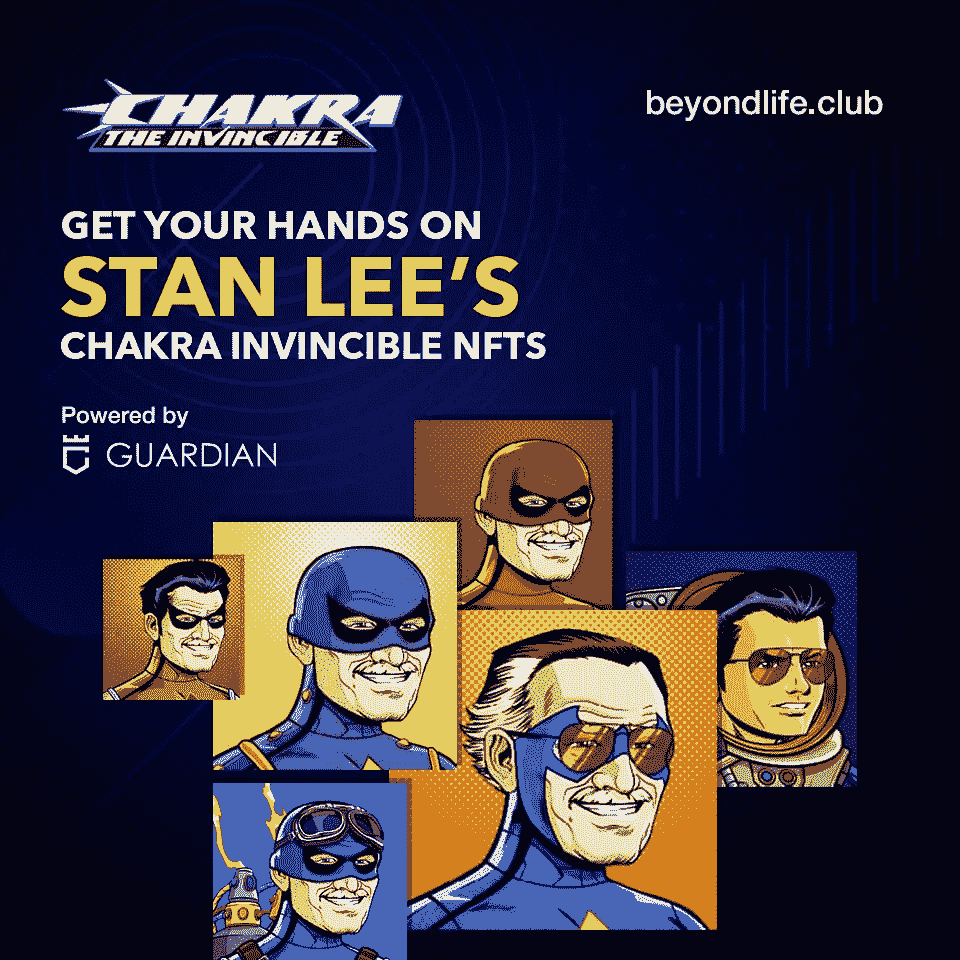 CHAKRA
THE INVINCIBLE
beyondlife.club
GET YOUR HANDS ON
STAN LEE'S
CHAKRA INVINCIBLE NFTS
Powered by
GUARDIAN